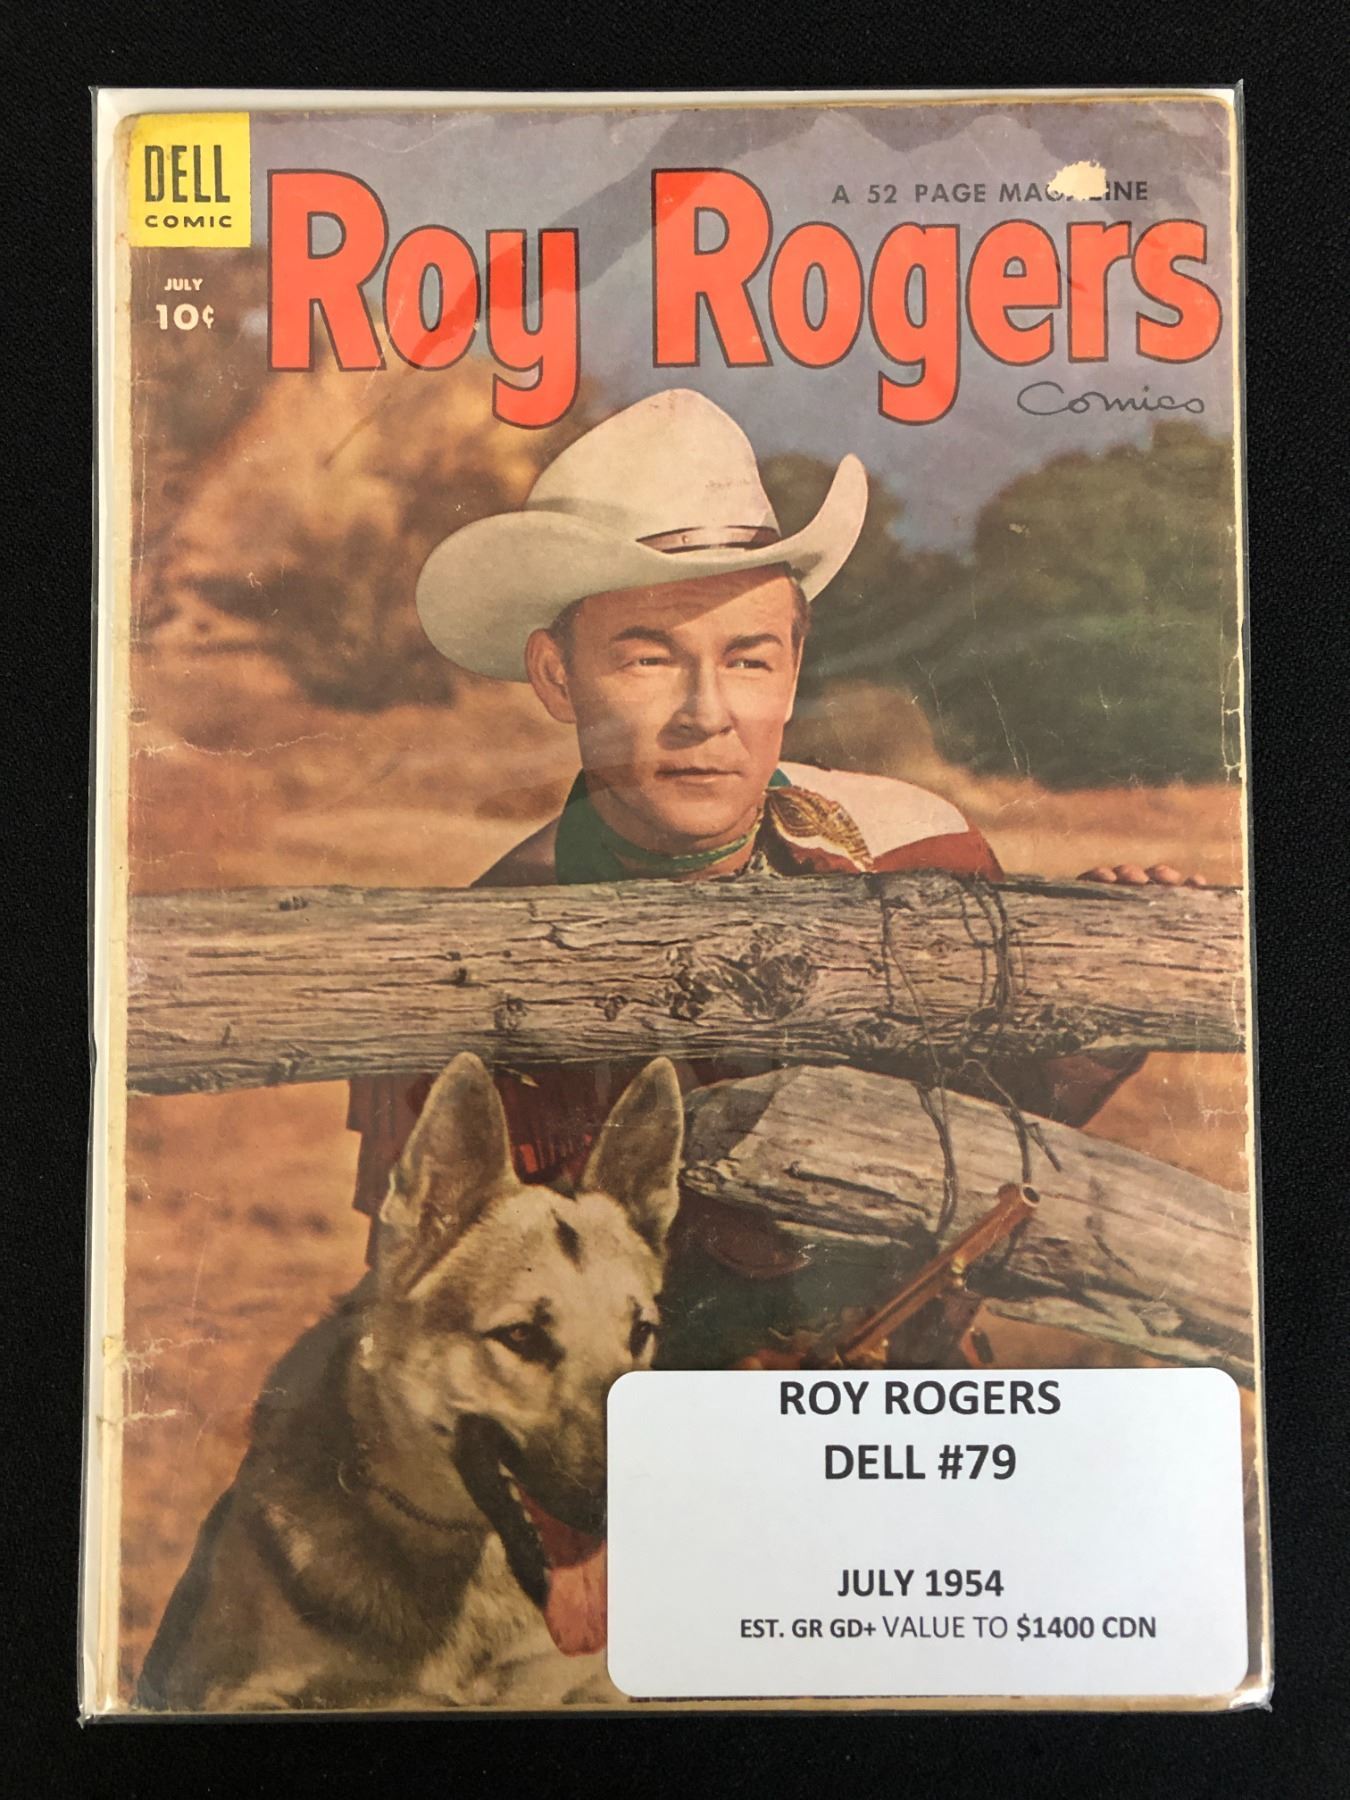 DELL
COMIC
A 52 PAGE
Roy Rogers
JULY
10¢
Comics
ROY ROGERS
DELL #79
JULY 1954
EST. GR GD+ VALUE TO $1400 CDN